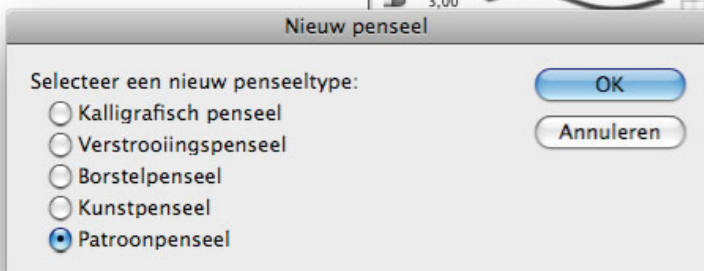 3,00
Nieuw penseel
Selecteer een nieuw penseeltype:
OK
Kalligrafisch penseel
Annuleren
Verstrooiingspenseel
Borstelpenseel
Kunstpenseel
Patroonpenseel